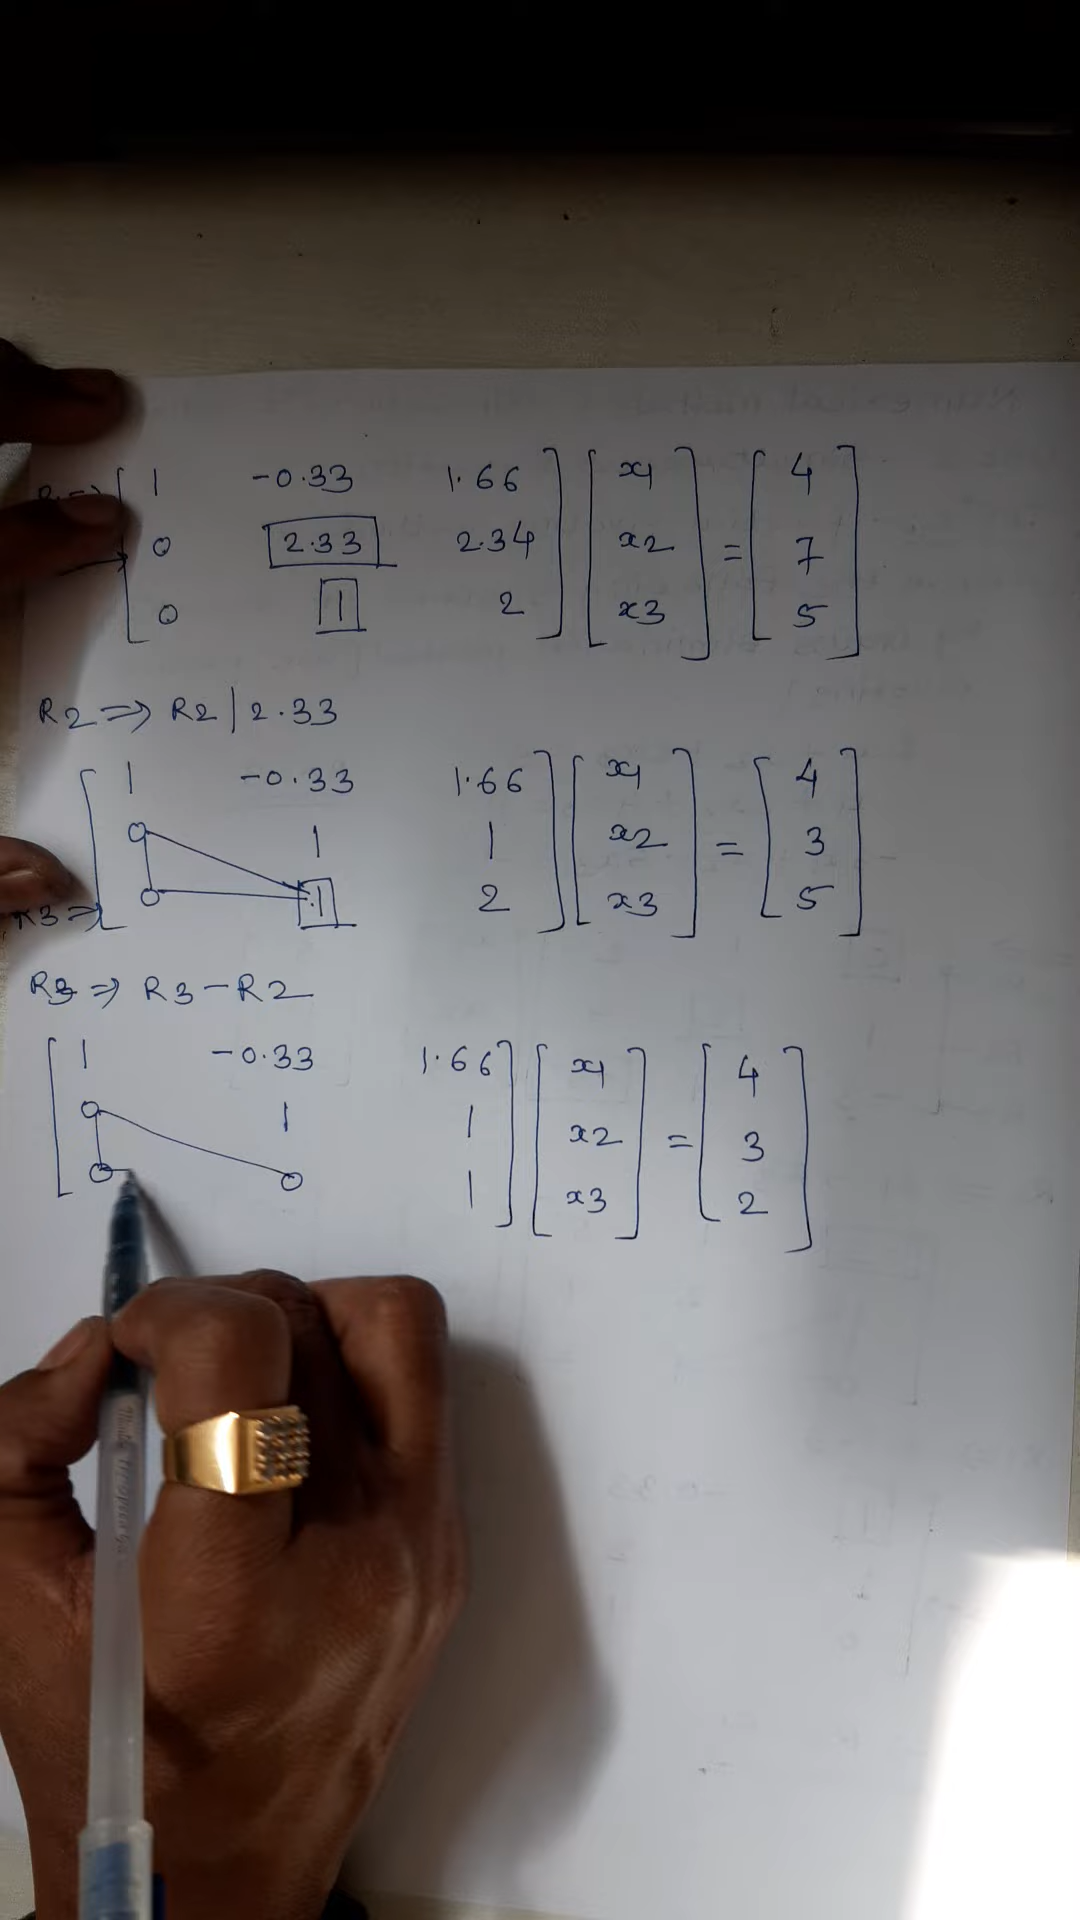 1 -0.33 1.66 x1 4
0 2.33 2.34 x2 = 7
0 1 2 x3 5
R2 => R2 | 2.33
1 -0.33 1.66 x1 4
0 1 1 x2 = 3
R3 => 0 1 2 x3 5
R3 => R3 - R2
1 -0.33 1.66 x1 4
0 1 1 x2 = 3
0 0 1 x3 2